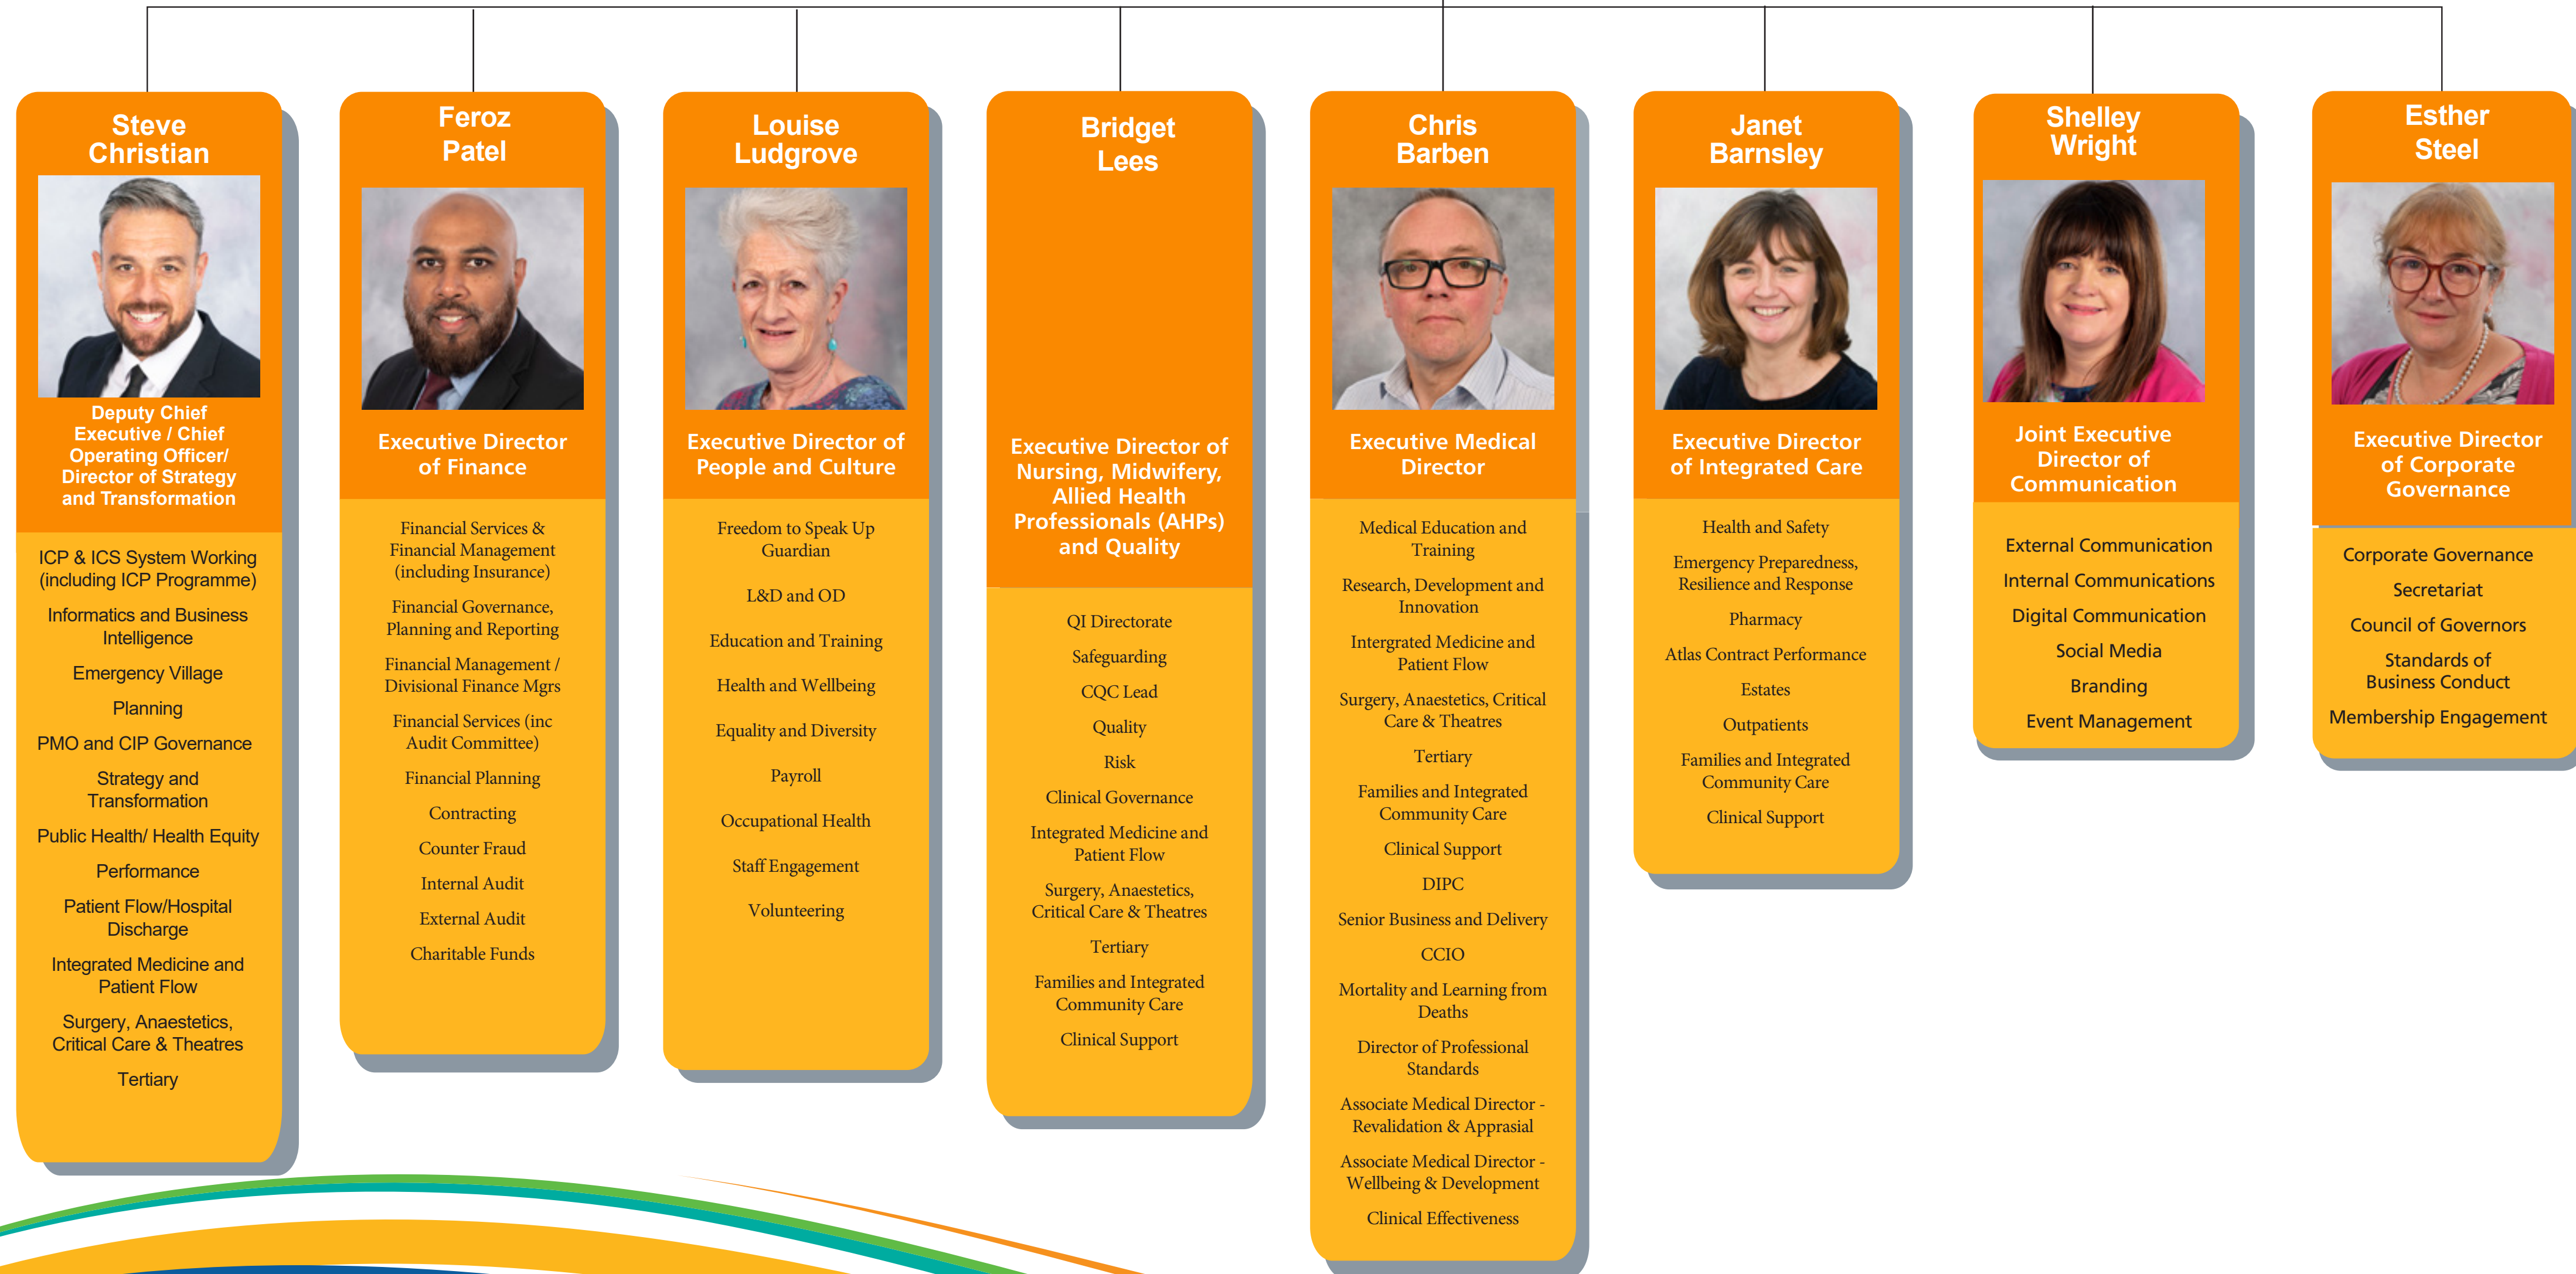 Steve
Christian
Deputy Chief
Executive / Chief
Operating Officer/
Director of Strategy
and Transformation
ICP & ICS System Working
(including ICP Programme)
Informatics and Business
Intelligence
Emergency Village
Planning
PMO and CIP Governance
Strategy and
Transformation
Public Health/ Health Equity
Performance
Patient Flow/Hospital
Discharge
Integrated Medicine and
Patient Flow
Surgery, Anaestetics,
Critical Care & Theatres
Tertiary
Feroz
Patel
Executive Director
of Finance
Financial Services &
Financial Management
(including Insurance)
Financial Governance,
Planning and Reporting
Financial Management /
Divisional Finance Mgrs
Financial Services (inc
Audit Committee)
Financial Planning
Contracting
Counter Fraud
Internal Audit
External Audit
Charitable Funds
Louise
Ludgrove
Executive Director of
People and Culture
Freedom to Speak Up
Guardian
L&D and OD
Education and Training
Health and Wellbeing
Equality and Diversity
Payroll
Occupational Health
Staff Engagement
Volunteering
Bridget
Lees
Executive Director of
Nursing, Midwifery,
Allied Health
Professionals (AHPs)
and Quality
QI Directorate
Safeguarding
CQC Lead
Quality
Risk
Clinical Governance
Integrated Medicine and
Patient Flow
Surgery, Anaestetics,
Critical Care & Theatres
Tertiary
Families and Integrated
Community Care
Clinical Support
Chris
Barben
Executive Medical
Director
Medical Education and
Training
Research, Development and
Innovation
Intergrated Medicine and
Patient Flow
Surgery, Anaestetics, Critical
Care & Theatres
Tertiary
Families and Integrated
Community Care
Clinical Support
DIPC
Senior Business and Delivery
CCIO
Mortality and Learning from
Deaths
Director of Professional
Standards
Associate Medical Director -
Revalidation & Apprasial
Associate Medical Director -
Wellbeing & Development
Clinical Effectiveness
Janet
Barnsley
Executive Director
of Integrated Care
Health and Safety
Emergency Preparedness,
Resilience and Response
Pharmacy
Atlas Contract Performance
Estates
Outpatients
Families and Integrated
Community Care
Clinical Support
Shelley
Wright
Joint Executive
Director of
Communication
External Communication
Internal Communications
Digital Communication
Social Media
Branding
Event Management
Esther
Steel
Executive Director
of Corporate
Governance
Corporate Governance
Secretariat
Council of Governors
Standards of
Business Conduct
Membership Engagement